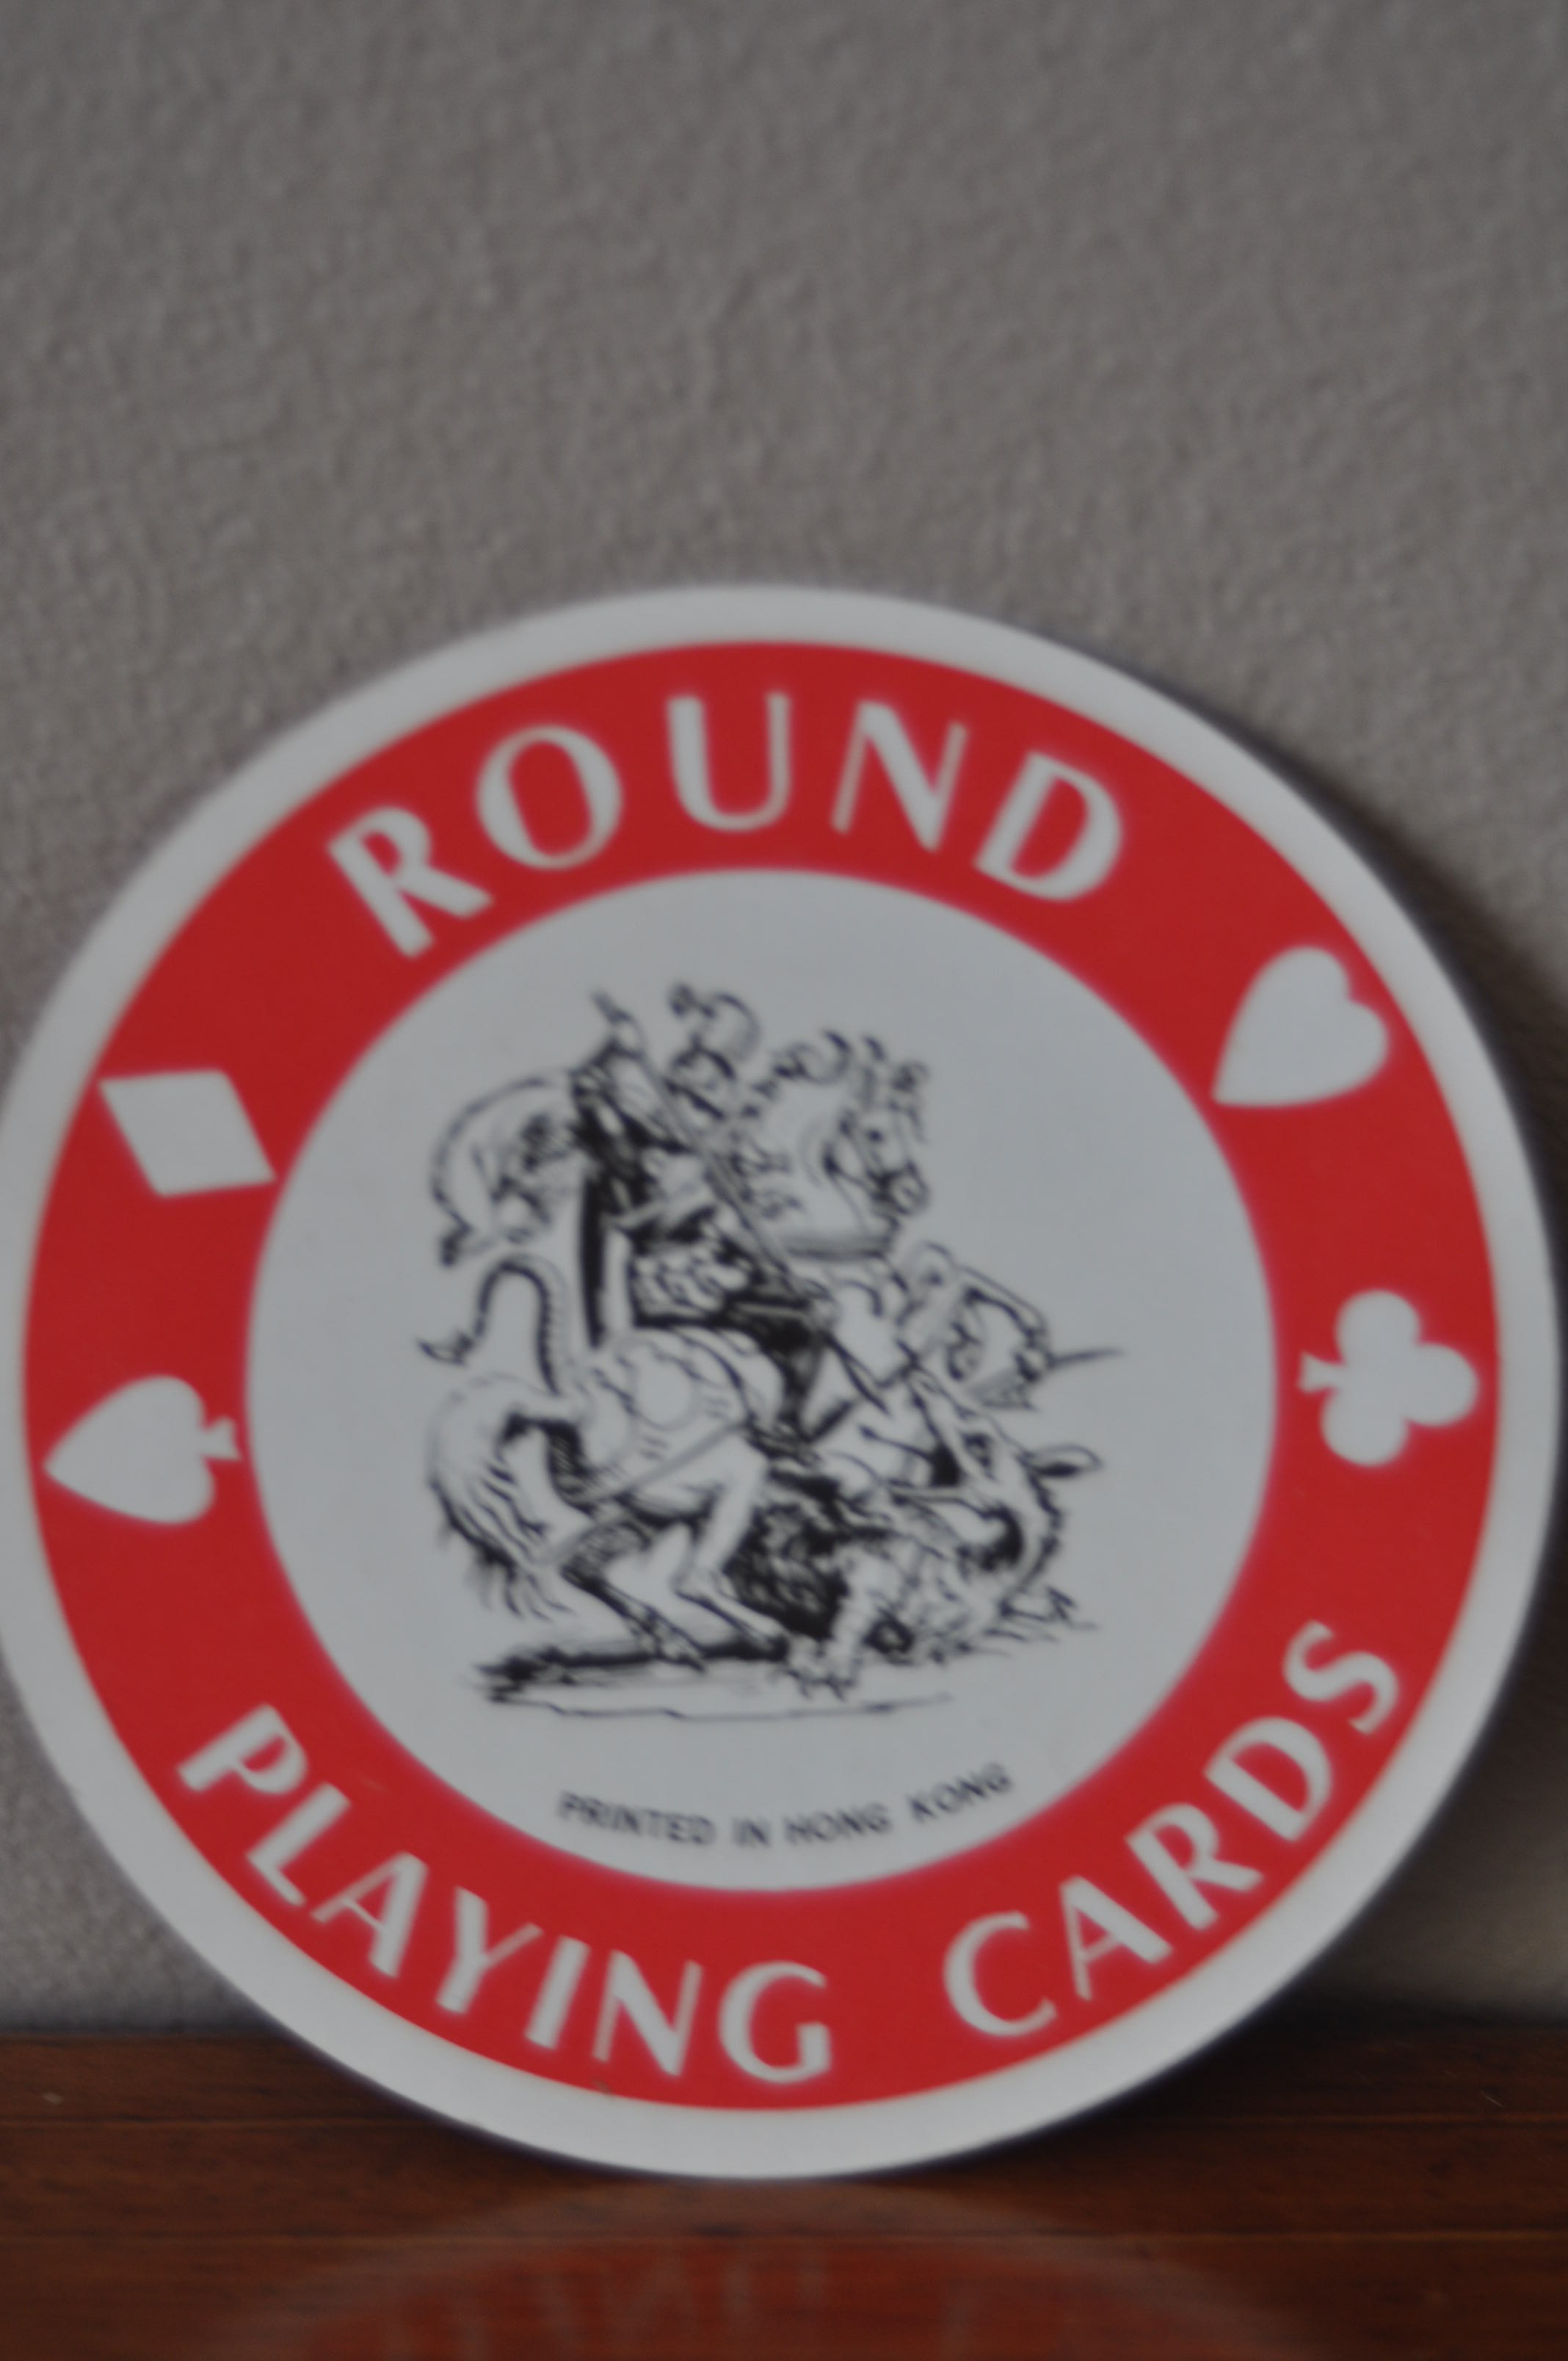 ROUND
PRINTED IN HONG KONG
PLAYING CARDS